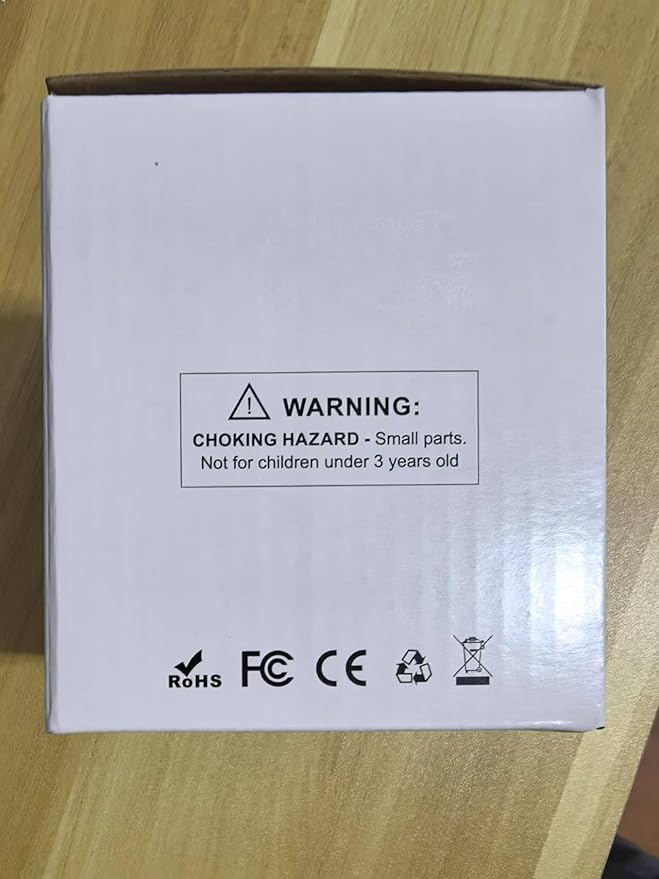 WARNING:
CHOKING HAZARD - Small parts.
Not for children under 3 years old
RoHS FC CE